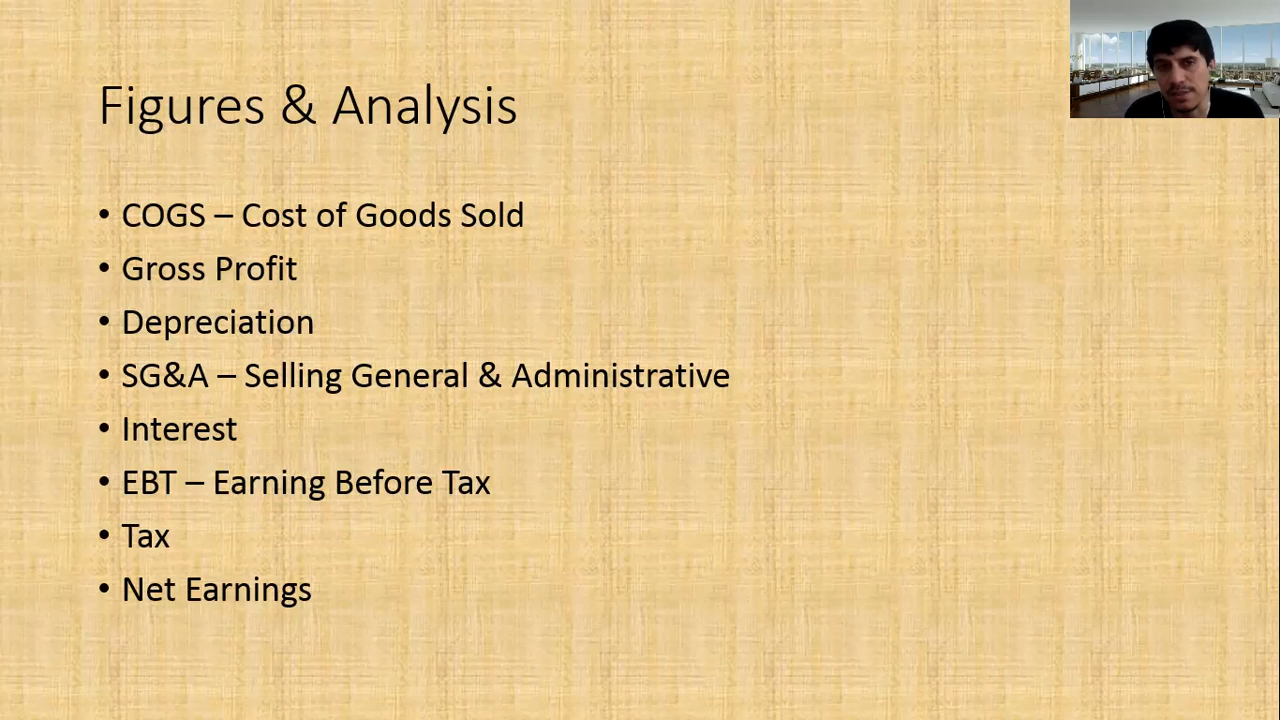 Figures & Analysis
• COGS – Cost of Goods Sold
• Gross Profit
• Depreciation
• SG&A – Selling General & Administrative
• Interest
• EBT – Earning Before Tax
• Tax
• Net Earnings